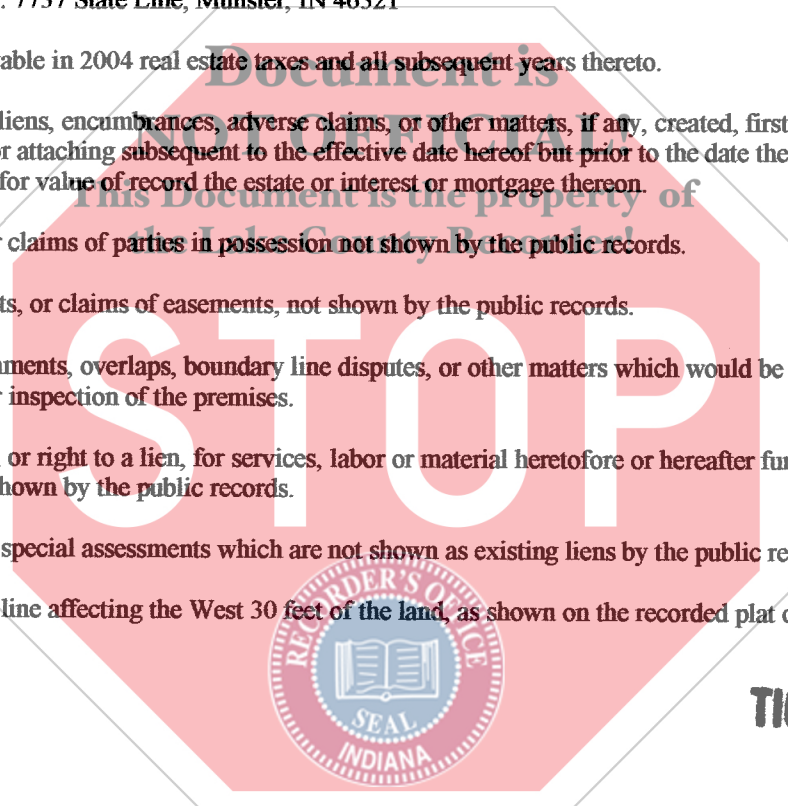 : 7737 State Line, Munster, IN 46321
able in 2004 real estate taxes and all subsequent years thereto.
Document is
liens, encumbrances, adverse claims, or other matters, if any, created, first
NOT OFFICIAL!
r attaching subsequent to the effective date hereof but prior to the date the
for value of record the estate or interest or mortgage thereon.
This Document is the property of
r claims of parties in possession not shown by the public records.
the Lake County Recorder!
ts, or claims of easements, not shown by the public records.
STOP
ments, overlaps, boundary line disputes, or other matters which would be
r inspection of the premises.
or right to a lien, for services, labor or material heretofore or hereafter fur
hown by the public records.
special assessments which are not shown as existing liens by the public re
line affecting the West 30 feet of the land, as shown on the recorded plat
RECORDER'S OFFICE
SEAL
INDIANA